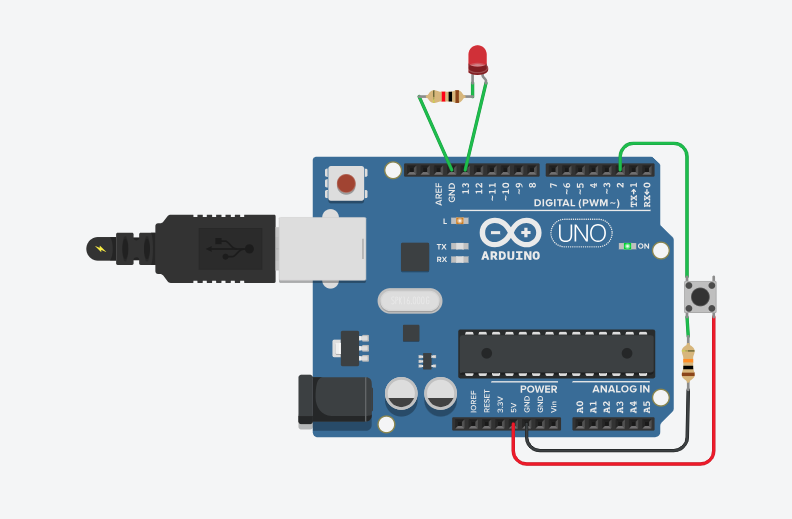 AREF
GND
13
12
~11
~10
~9
8
7
~6
~5
4
~3
2
TX→1
RX←0
DIGITAL (PWM~)
L
TX
RX
UNO
ARDUINO
ON
POWER
ANALOG IN
IOREF
RESET
3.3V
5V
GND
GND
Vin
A0
A1
A2
A3
A4
A5